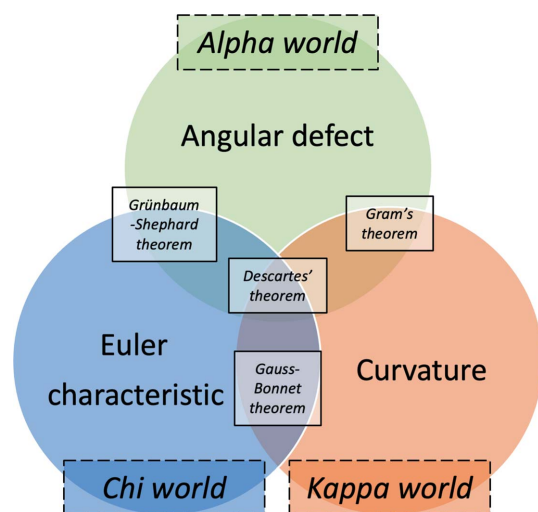 Alpha world
Angular defect
Grünbaum
-Shephard
theorem
Gram's
theorem
Descartes'
theorem
Euler
characteristic
Gauss-
Bonnet
theorem
Curvature
Chi world
Kappa world